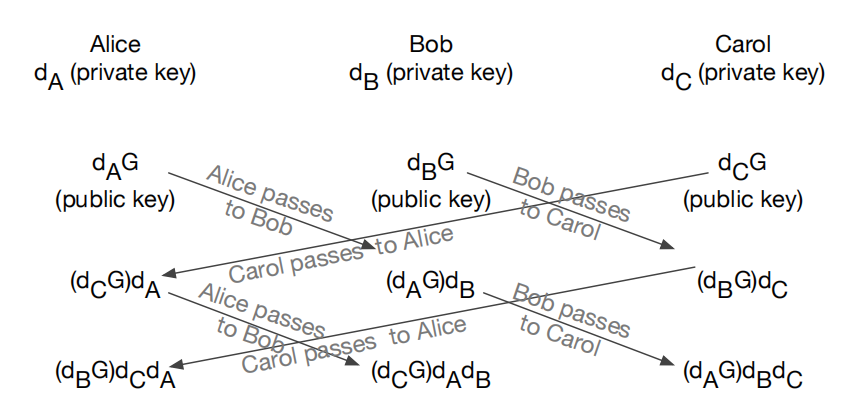 Alice Bob Carol
dA (private key) dB (private key) dC (private key)
dAG dBG dCG
(public key) (public key) (public key)
Alice passes
to Bob
Bob passes
to Carol
Carol passes to Alice
(dCG)dA (dAG)dB (dBG)dC
Alice passes
to Bob
Bob passes
to Carol
Carol passes to Alice
(dBG)dCdA (dCG)dAdB (dAG)dBdC